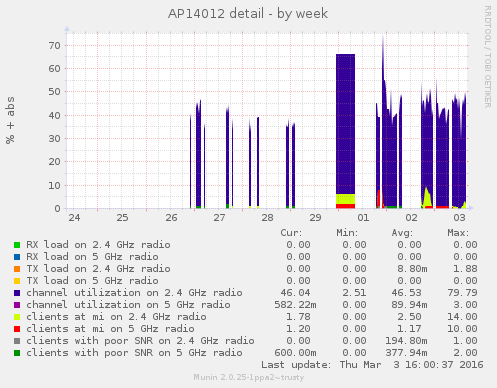 AP14012 detail - by week
RRDTOOL / TOBI OETIKER
% + abs
70
60
50
40
30
20
10
0
24 25 26 27 28 29 01 02 03
Cur: Min: Avg: Max:
RX load on 2.4 GHz radio 0.00 0.00 0.00 0.00
RX load on 5 GHz radio 0.00 0.00 0.00 0.00
TX load on 2.4 GHz radio 0.00 0.00 8.80m 1.88
TX load on 5 GHz radio 0.00 0.00 0.00 0.00
channel utilization on 2.4 GHz radio 46.04 2.51 46.53 79.79
channel utilization on 5 GHz radio 582.22m 0.00 89.94m 3.00
clients at mi on 2.4 GHz radio 1.78 0.00 2.50 14.00
clients at mi on 5 GHz radio 1.20 0.00 1.17 10.00
clients with poor SNR on 2.4 GHz radio 0.00 0.00 194.80m 1.00
clients with poor SNR on 5 GHz radio 600.00m 0.00 377.94m 2.00
Last update: Thu Mar 3 16:00:37 2016
Munin 2.0.25-1ppa2~trusty